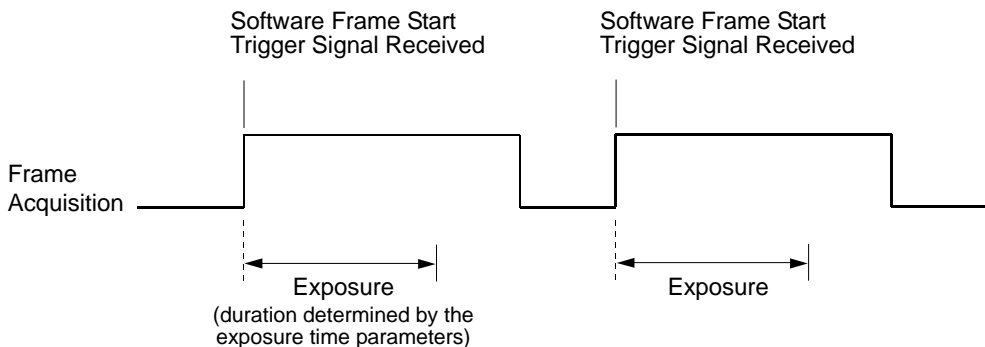 Software Frame Start
Trigger Signal Received
Software Frame Start
Trigger Signal Received
Frame
Acquisition
Exposure
(duration determined by the
exposure time parameters)
Exposure